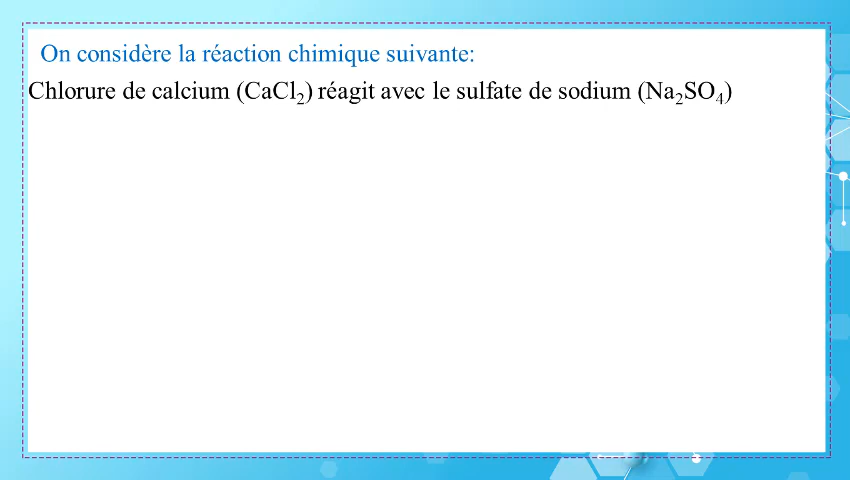 On considère la réaction chimique suivante:
Chlorure de calcium (CaCl₂) réagit avec le sulfate de sodium (Na₂SO₄)